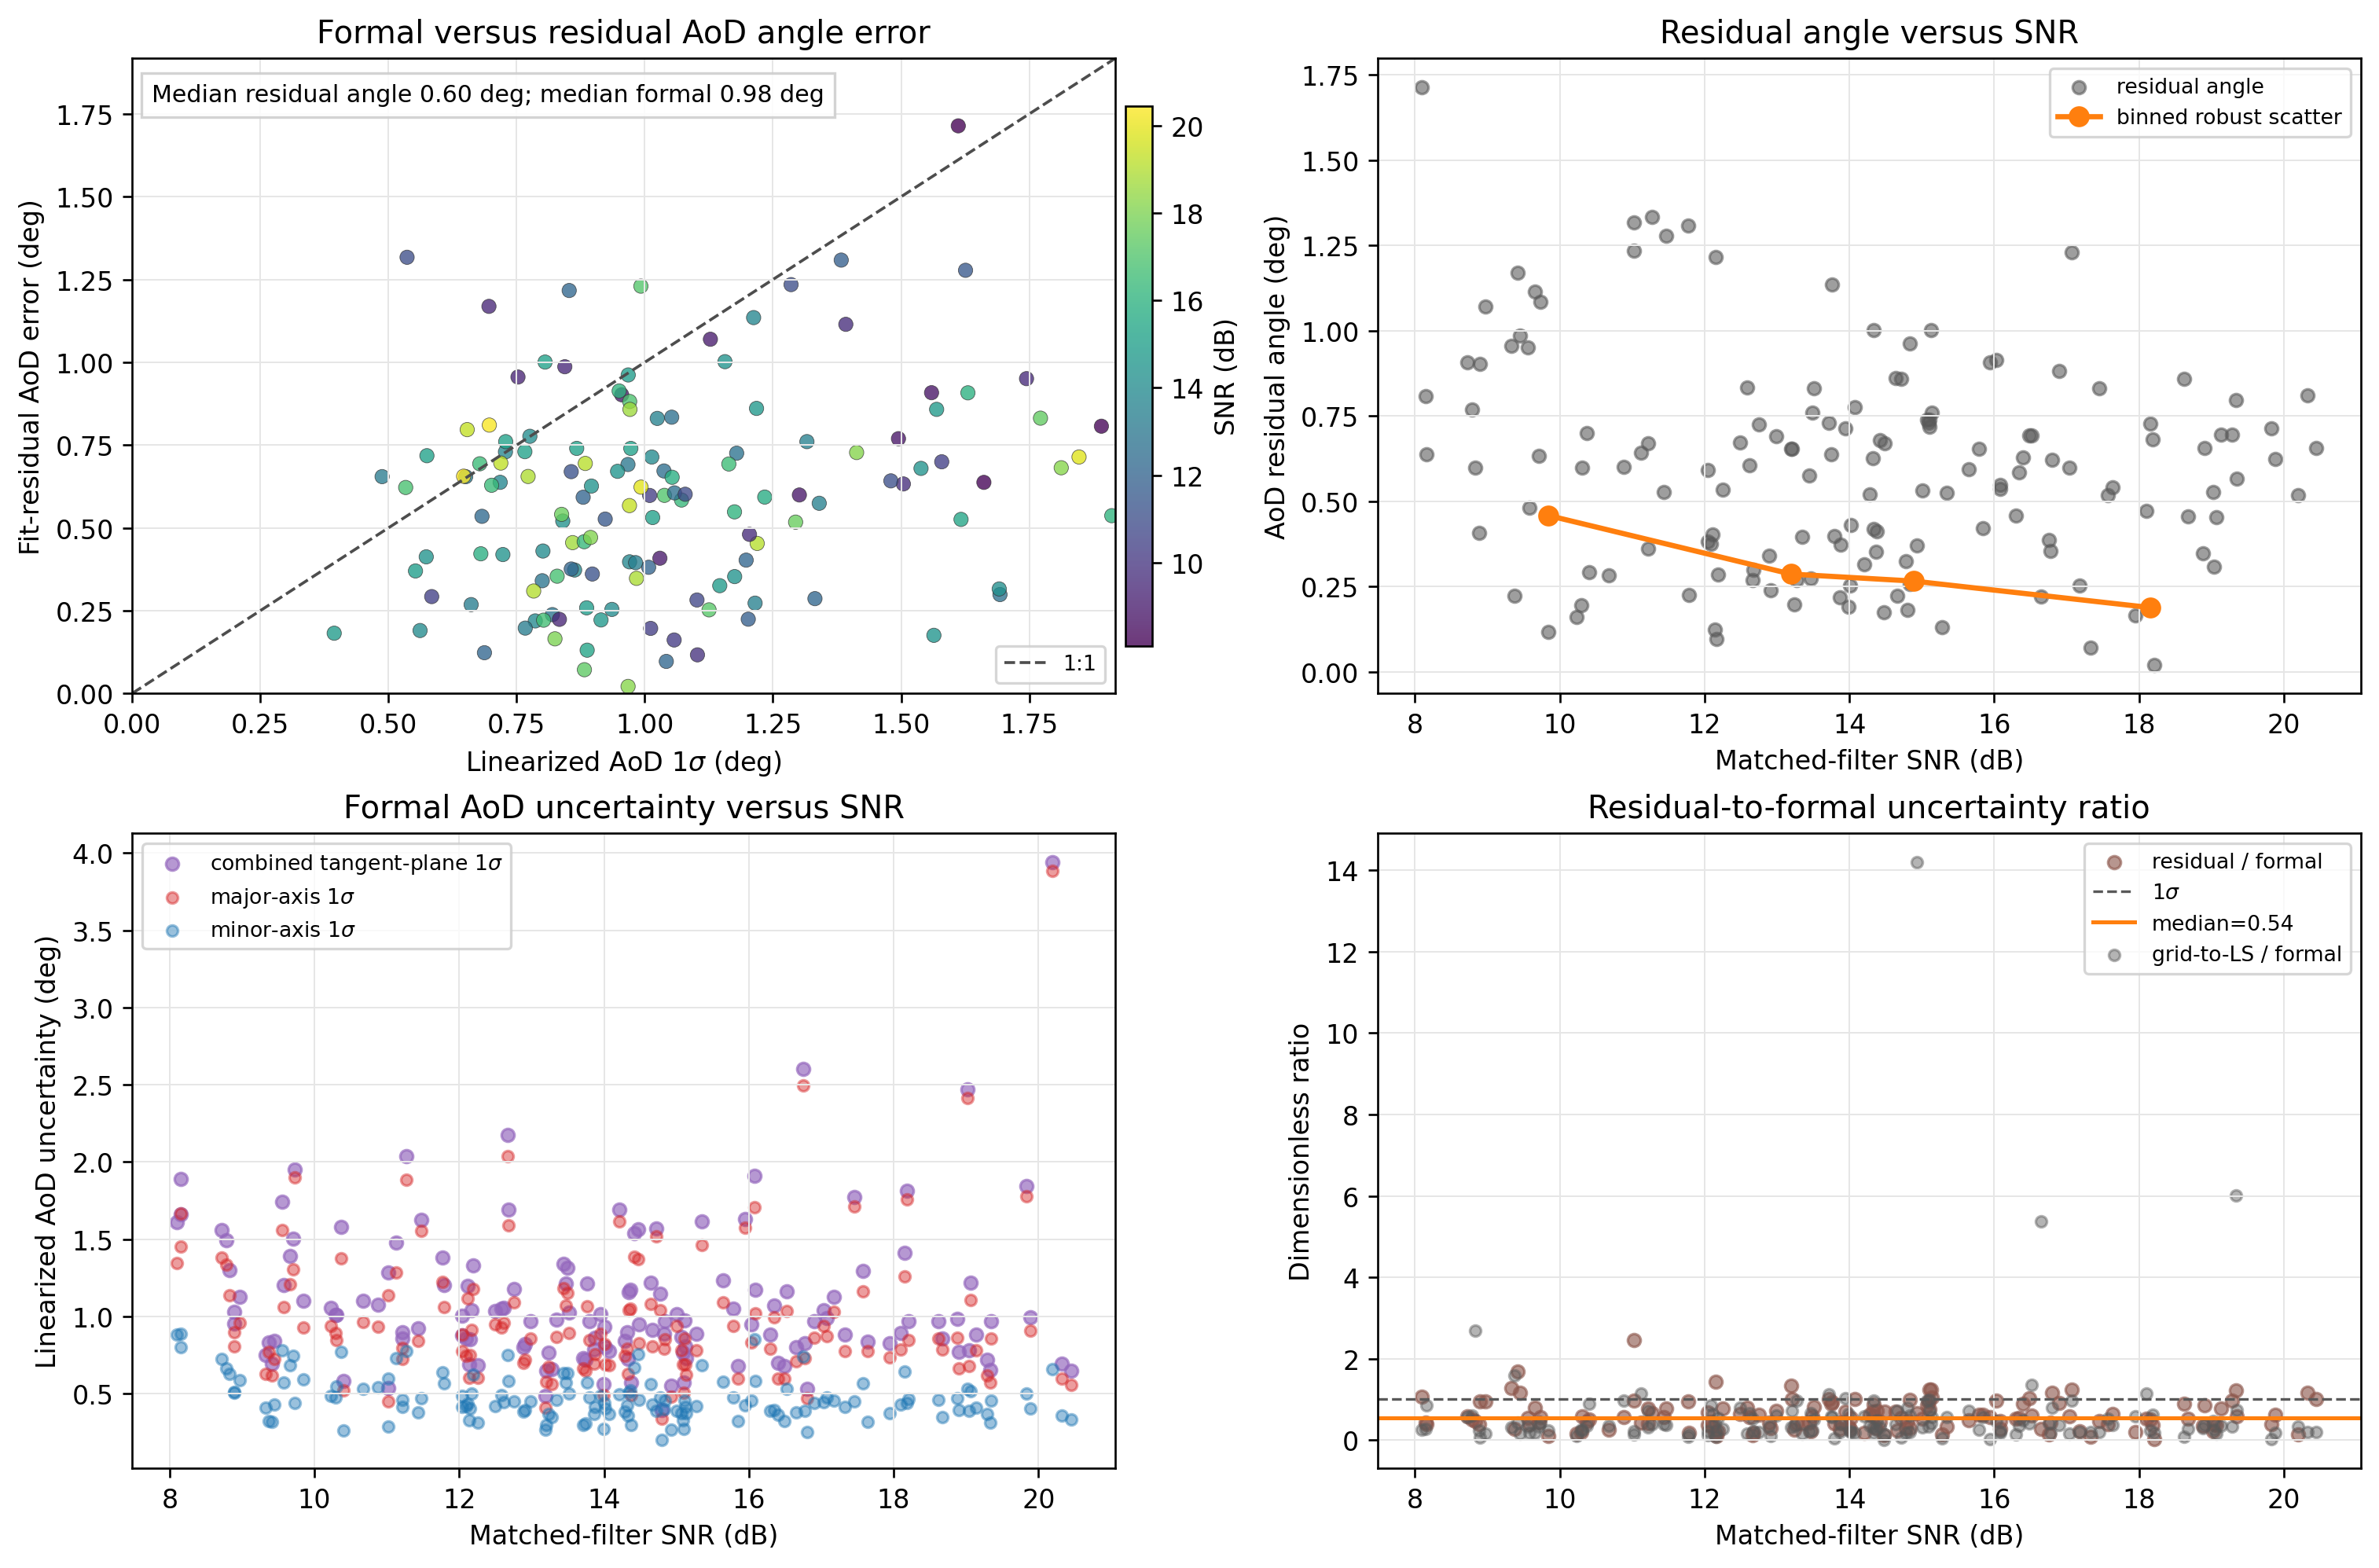 Formal versus residual AoD angle error
Median residual angle 0.60 deg; median formal 0.98 deg
Fit-residual AoD error (deg)
1.75
1.50
1.25
1.00
0.75
0.50
0.25
0.00
0.00 0.25 0.50 0.75 1.00 1.25 1.50 1.75
Linearized AoD 1σ (deg)
1:1
20
18
16
14
12
10
SNR (dB)
Residual angle versus SNR
residual angle
binned robust scatter
AoD residual angle (deg)
1.75
1.50
1.25
1.00
0.75
0.50
0.25
0.00
8 10 12 14 16 18 20
Matched-filter SNR (dB)
Formal AoD uncertainty versus SNR
combined tangent-plane 1σ
major-axis 1σ
minor-axis 1σ
Linearized AoD uncertainty (deg)
4.0
3.5
3.0
2.5
2.0
1.5
1.0
0.5
8 10 12 14 16 18 20
Matched-filter SNR (dB)
Residual-to-formal uncertainty ratio
residual / formal
1σ
median=0.54
grid-to-LS / formal
Dimensionless ratio
14
12
10
8
6
4
2
0
8 10 12 14 16 18 20
Matched-filter SNR (dB)